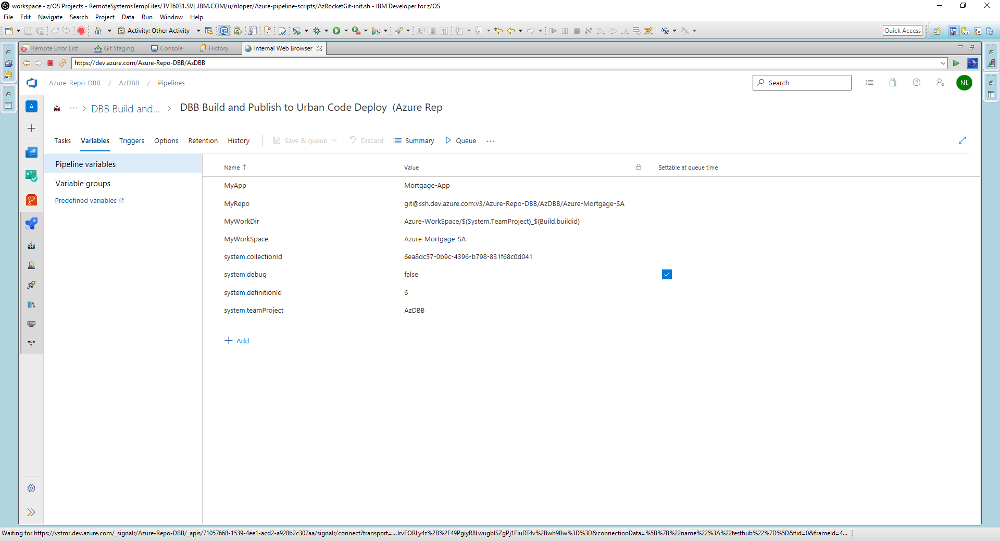 workspace - z/OS Projects - RemoteSystemsTempFiles/TVT6031.SVL.IBM.COM/u/nlopez/Azure-pipeline-scripts/AzRocketGit-init.sh - IBM Developer for z/OS
File Edit Navigate Search Project Data Run Window Help
Activity: Other Activity
Quick Access
Remote Error List Git Staging Console History Internal Web Browser
https://dev.azure.com/Azure-Repo-DBB/AzDBB
Azure-Repo-DBB / AzDBB / Pipelines
Search
NL
A
··· > DBB Build and... > DBB Build and Publish to Urban Code Deploy (Azure Rep
Tasks Variables Triggers Options Retention History Save & queue Discard Summary Queue ...
Pipeline variables
Variable groups
Predefined variables
Name ↑ Value Settable at queue time
MyApp Mortgage-App
MyRepo git@ssh.dev.azure.com:v3/Azure-Repo-DBB/AzDBB/Azure-Mortgage-SA
MyWorkDir Azure-WorkSpace/$(System.TeamProject)_$(Build.buildid)
MyWorkSpace Azure-Mortgage-SA
system.collectionId 6ea8dc57-0b9c-4396-b798-831f68c0d041
system.debug false
system.definitionId 6
system.teamProject AzDBB
+ Add
Waiting for https://vstmr.dev.azure.com/_signalr/Azure-Repo-DBB/_apis/71057668-1539-4ee1-acd2-a928b2c307aa/signalr/connect?transport=...JrvFORLy4z%2B%2F49PgiyR8LwugbISZgPj1FluDT4v%2Bwh9Bw%3D%3D&connectionData=%5B%7B%22name%22%3A%22testhub%22%7D%5D&tid=0&frameId=4...